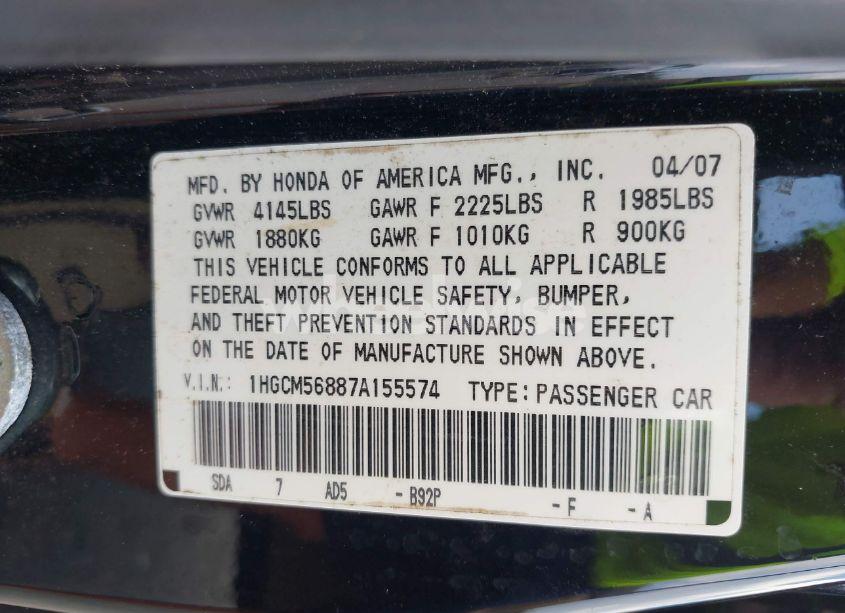 MFD. BY HONDA OF AMERICA MFG., INC. 04/07
GVWR 4145LBS GAWR F 2225LBS R 1985LBS
GVWR 1880KG GAWR F 1010KG R 900KG
THIS VEHICLE CONFORMS TO ALL APPLICABLE
FEDERAL MOTOR VEHICLE SAFETY, BUMPER,
AND THEFT PREVENTION STANDARDS IN EFFECT
ON THE DATE OF MANUFACTURE SHOWN ABOVE.
V.I.N.: 1HGCM56887A155574 TYPE: PASSENGER CAR
SDA 7 AD5 - B92P - F - A